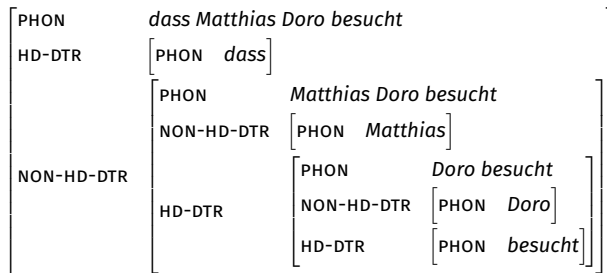 PHON dass Matthias Doro besucht
HD-DTR [PHON dass]
PHON Matthias Doro besucht
NON-HD-DTR [PHON Matthias]
NON-HD-DTR
PHON Doro besucht
HD-DTR NON-HD-DTR [PHON Doro]
HD-DTR [PHON besucht]